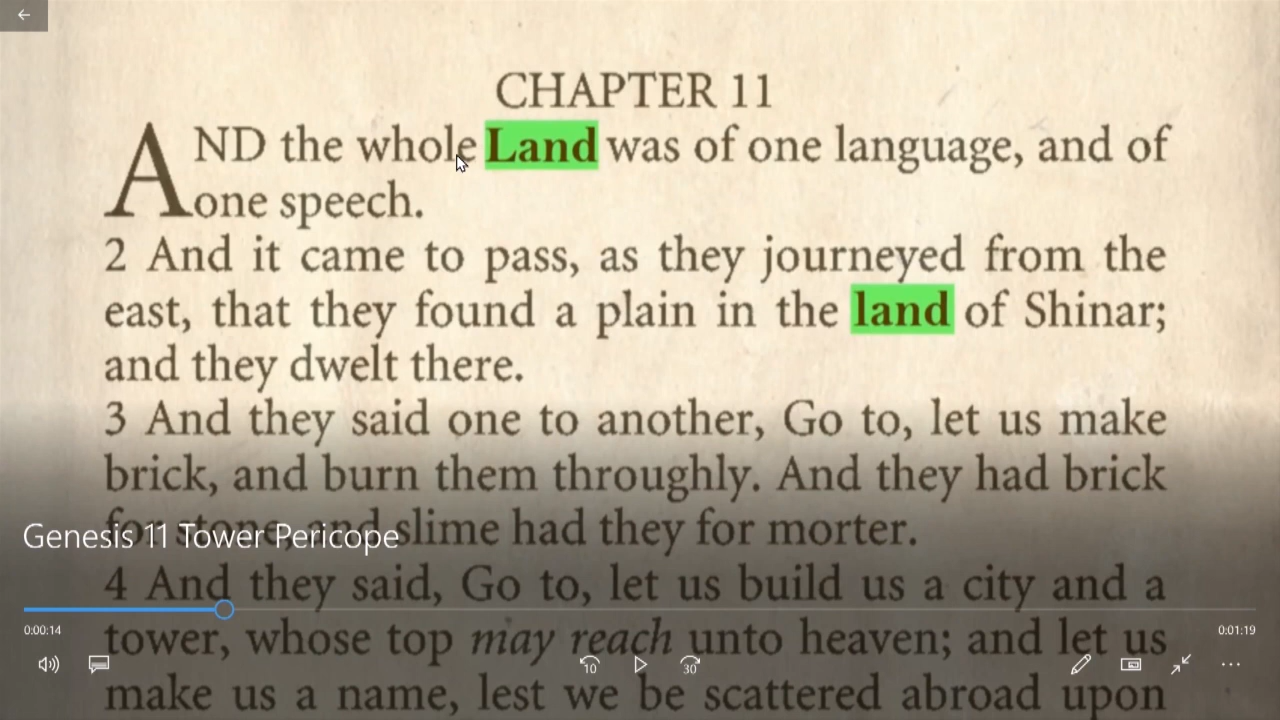 CHAPTER 11
AND the whole Land was of one language, and of
one speech.
2 And it came to pass, as they journeyed from the
east, that they found a plain in the land of Shinar;
and they dwelt there.
3 And they said one to another, Go to, let us make
brick, and burn them throughly. And they had brick
for stone, and slime had they for morter.
Genesis 11 Tower Pericope
4 And they said, Go to, let us build us a city and a
0:00:14
0:01:19
tower, whose top may reach unto heaven; and let us
10
30
make us a name, lest we be scattered abroad upon